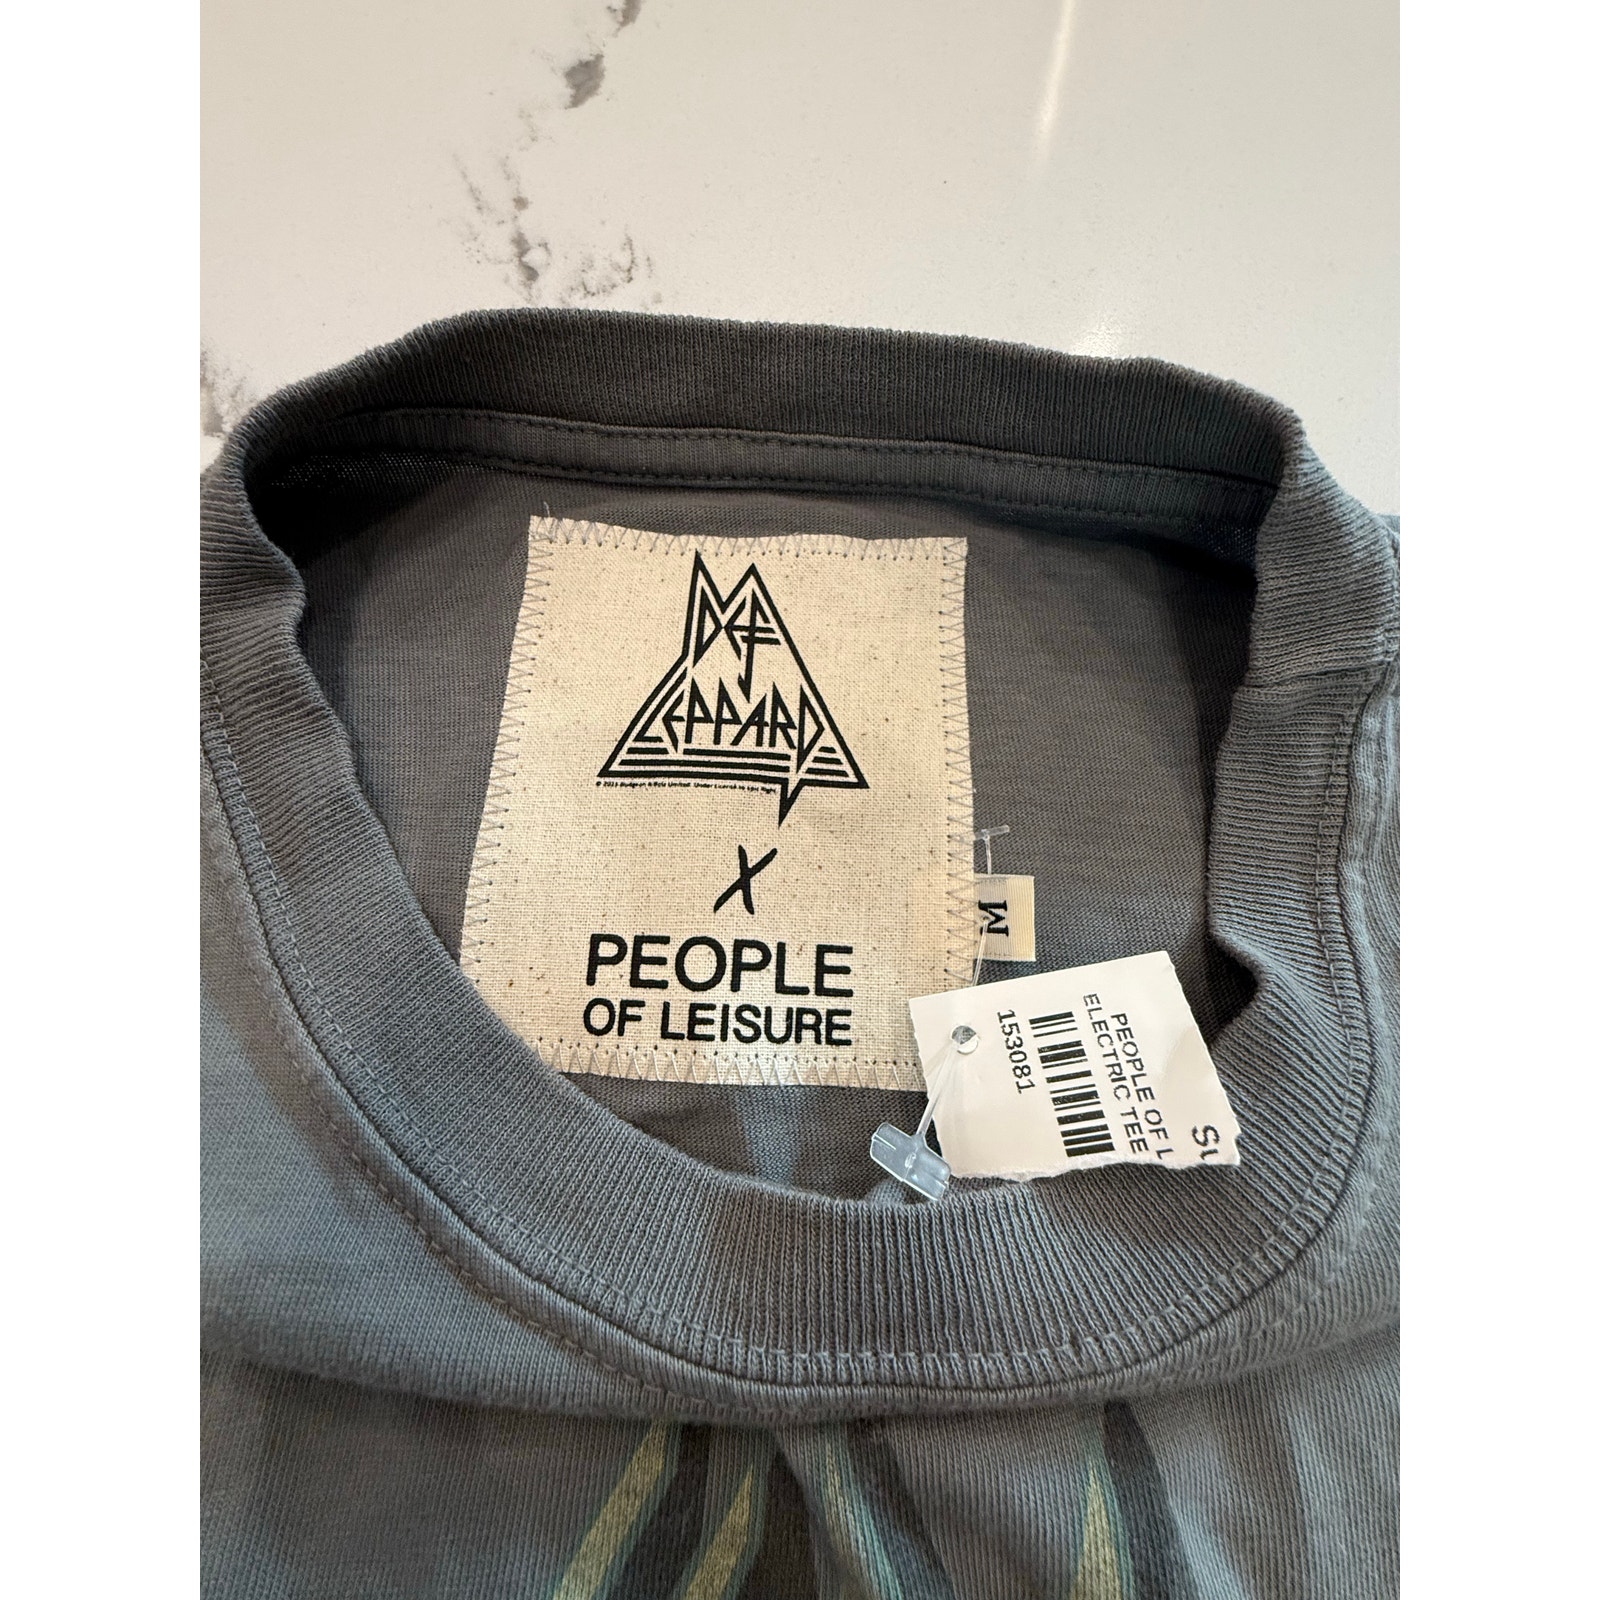 DEF
LEPPARD
X
PEOPLE
OF LEISURE
M
PEOPLE OF L
ELECTRIC TEE
153081